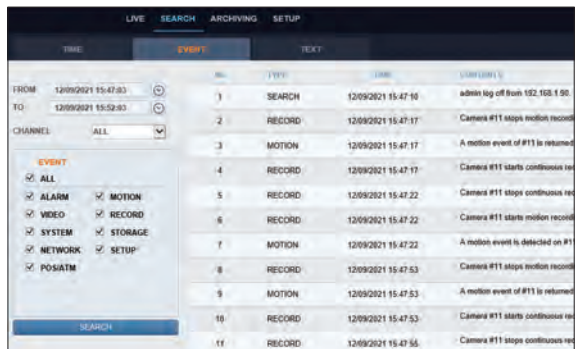 LIVE SEARCH ARCHIVING SETUP
TIME EVENT TEXT
NO. TYPE TIME CONTENTS
FROM 12/09/2021 15:47:03
TO 12/09/2021 15:52:03
CHANNEL ALL
EVENT
ALL
ALARM MOTION
VIDEO RECORD
SYSTEM STORAGE
NETWORK SETUP
POS/ATM
SEARCH
1 SEARCH 12/09/2021 15:47:10 admin log off from 192.168.1.90.
2 RECORD 12/09/2021 15:47:17 Camera #11 stops motion recordi
3 MOTION 12/09/2021 15:47:17 A motion event of #11 is returned
4 RECORD 12/09/2021 15:47:17 Camera #11 starts continuous rec
5 RECORD 12/09/2021 15:47:22 Camera #11 stops continuous rec
6 RECORD 12/09/2021 15:47:22 Camera #11 starts motion recordi
7 MOTION 12/09/2021 15:47:22 A motion event is detected on #11
8 RECORD 12/09/2021 15:47:53 Camera #11 stops motion recordi
9 MOTION 12/09/2021 15:47:53 A motion event of #11 is returned
10 RECORD 12/09/2021 15:47:53 Camera #11 starts continuous rec
11 RECORD 12/09/2021 15:47:55 Camera #11 stops continuous rec